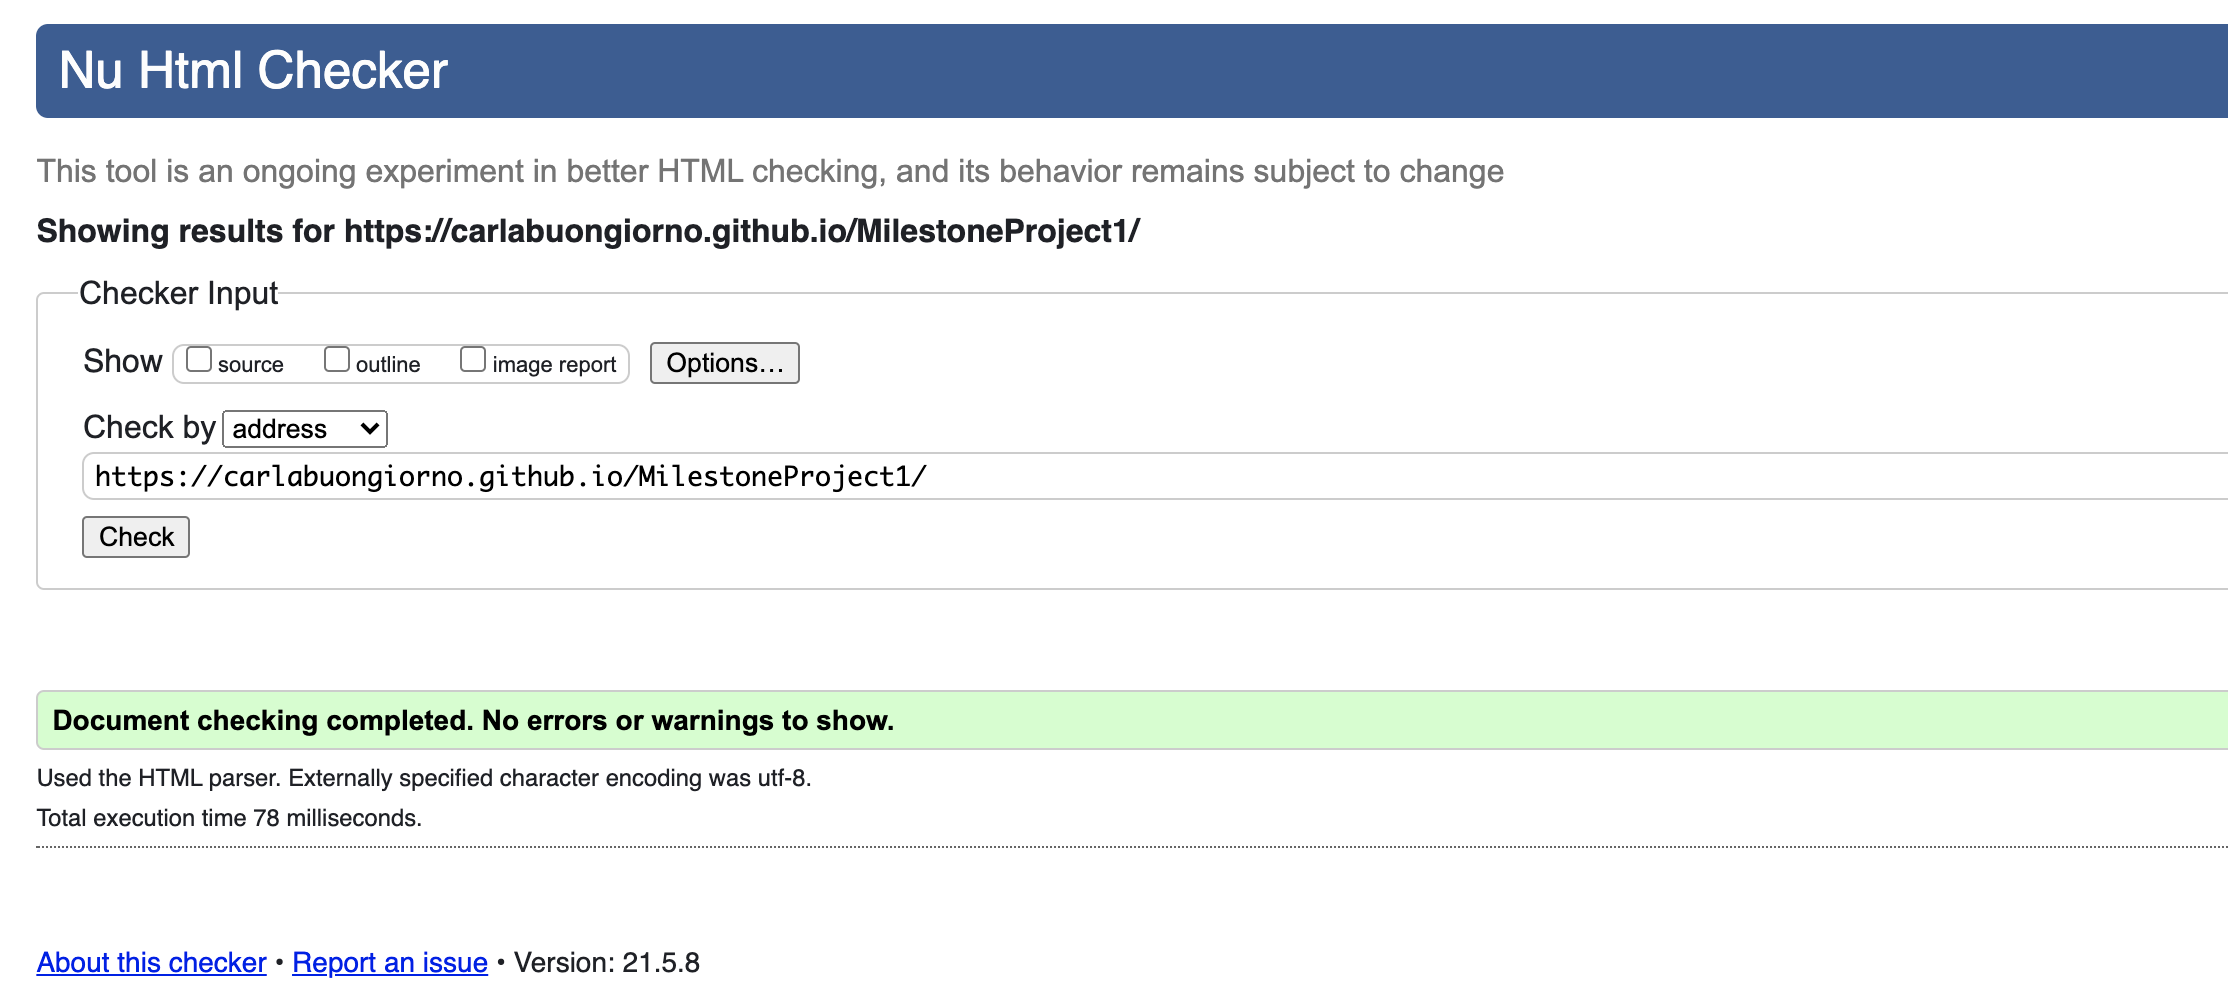 Nu Html Checker
This tool is an ongoing experiment in better HTML checking, and its behavior remains subject to change
Showing results for https://carlabuongiorno.github.io/MilestoneProject1/
Checker Input
Show source outline image report Options...
Check by address
https://carlabuongiorno.github.io/MilestoneProject1/
Check
Document checking completed. No errors or warnings to show.
Used the HTML parser. Externally specified character encoding was utf-8.
Total execution time 78 milliseconds.
About this checker • Report an issue • Version: 21.5.8